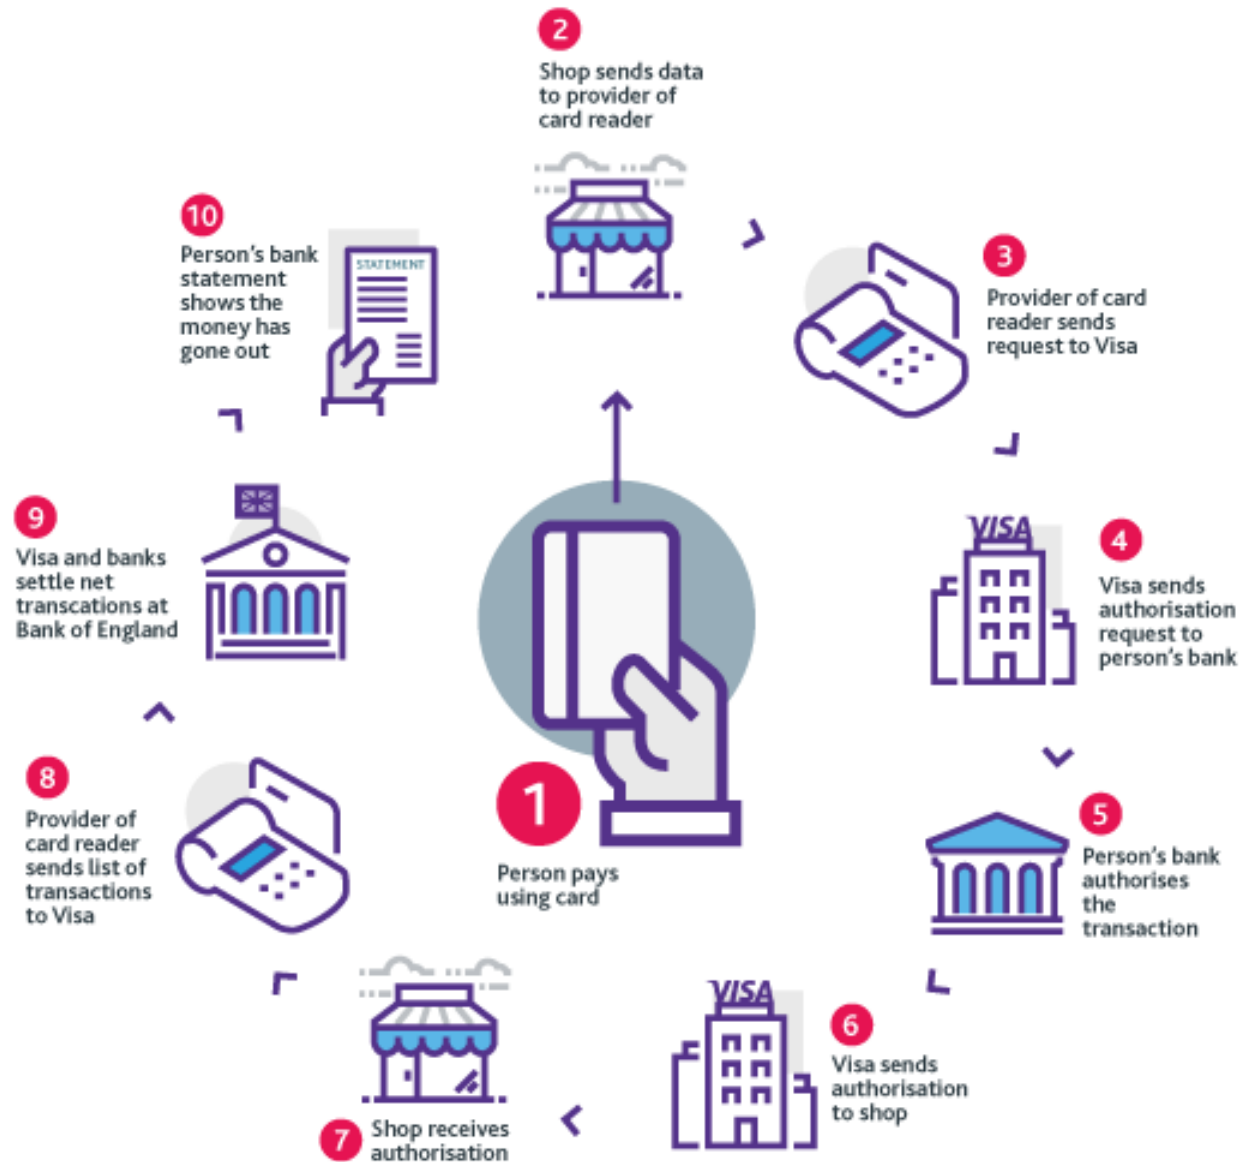 1
Person pays
using card
2
Shop sends data
to provider of
card reader
3
Provider of card
reader sends
request to Visa
VISA
4
Visa sends
authorisation
request to
person's bank
5
Person's bank
authorises
the
transaction
VISA
6
Visa sends
authorisation
to shop
7
Shop receives
authorisation
8
Provider of
card reader
sends list of
transactions
to Visa
9
Visa and banks
settle net
transcations at
Bank of England
10
Person's bank
statement
shows the
money has
gone out
STATEMENT